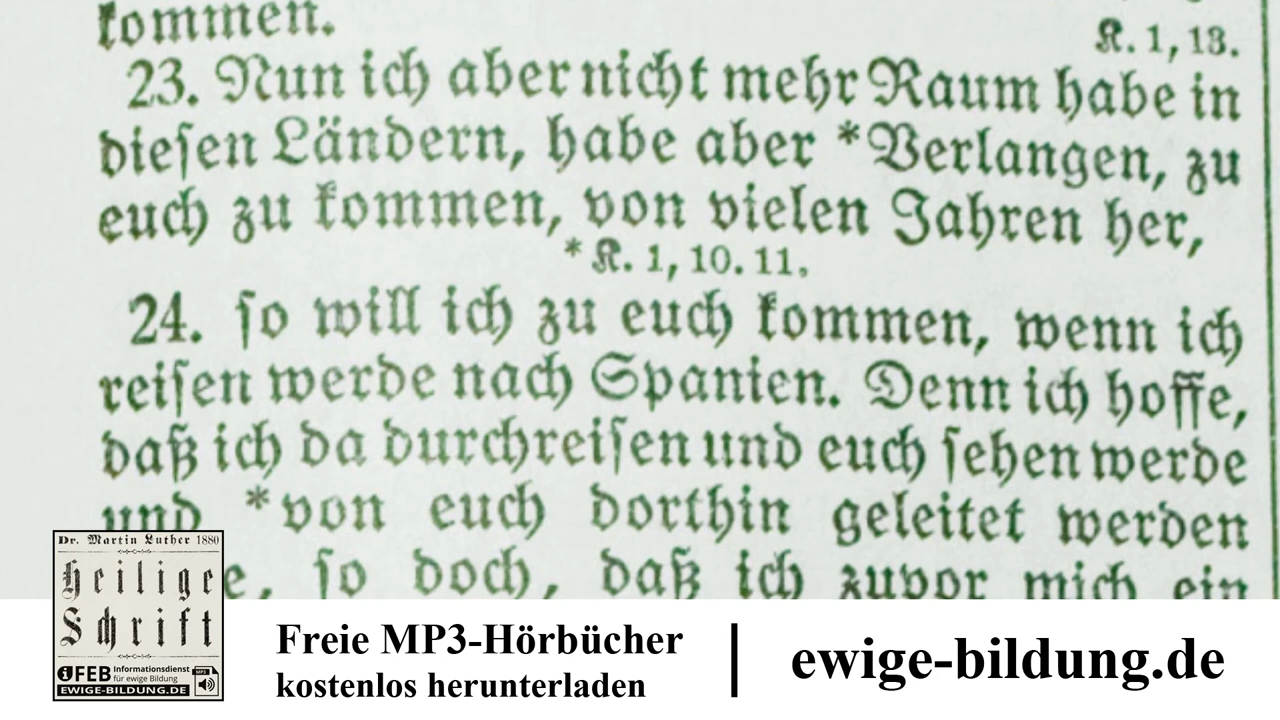 kommen.
K. 1, 13.
23. Nun ich aber nicht mehr Raum habe in
diesen Ländern, habe aber *Verlangen, zu
euch zu kommen, von vielen Jahren her,
*K. 1, 10. 11.
24. so will ich zu euch kommen, wenn ich
reisen werde nach Spanien. Denn ich hoffe,
daß ich da durchreisen und euch sehen werde
und *von euch dorthin geleitet werden
so doch, daß ich zuvor mich ein
Dr. Martin Luther 1880
Heilige
Schrift
iFEB Informationsdienst
für ewige Bildung
MP3
EWIGE-BILDUNG.DE
Freie MP3-Hörbücher
kostenlos herunterladen
ewige-bildung.de